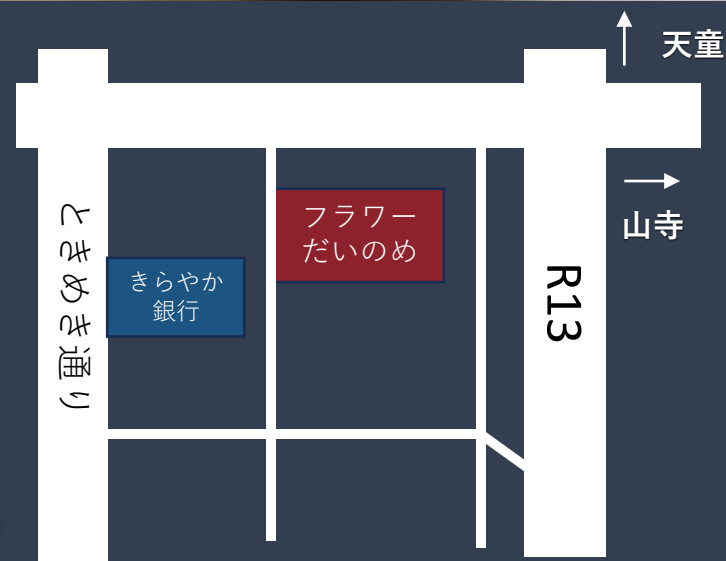 天童
山寺
フラワー
だいのめ
きらやか
銀行
ときめき通り
R13